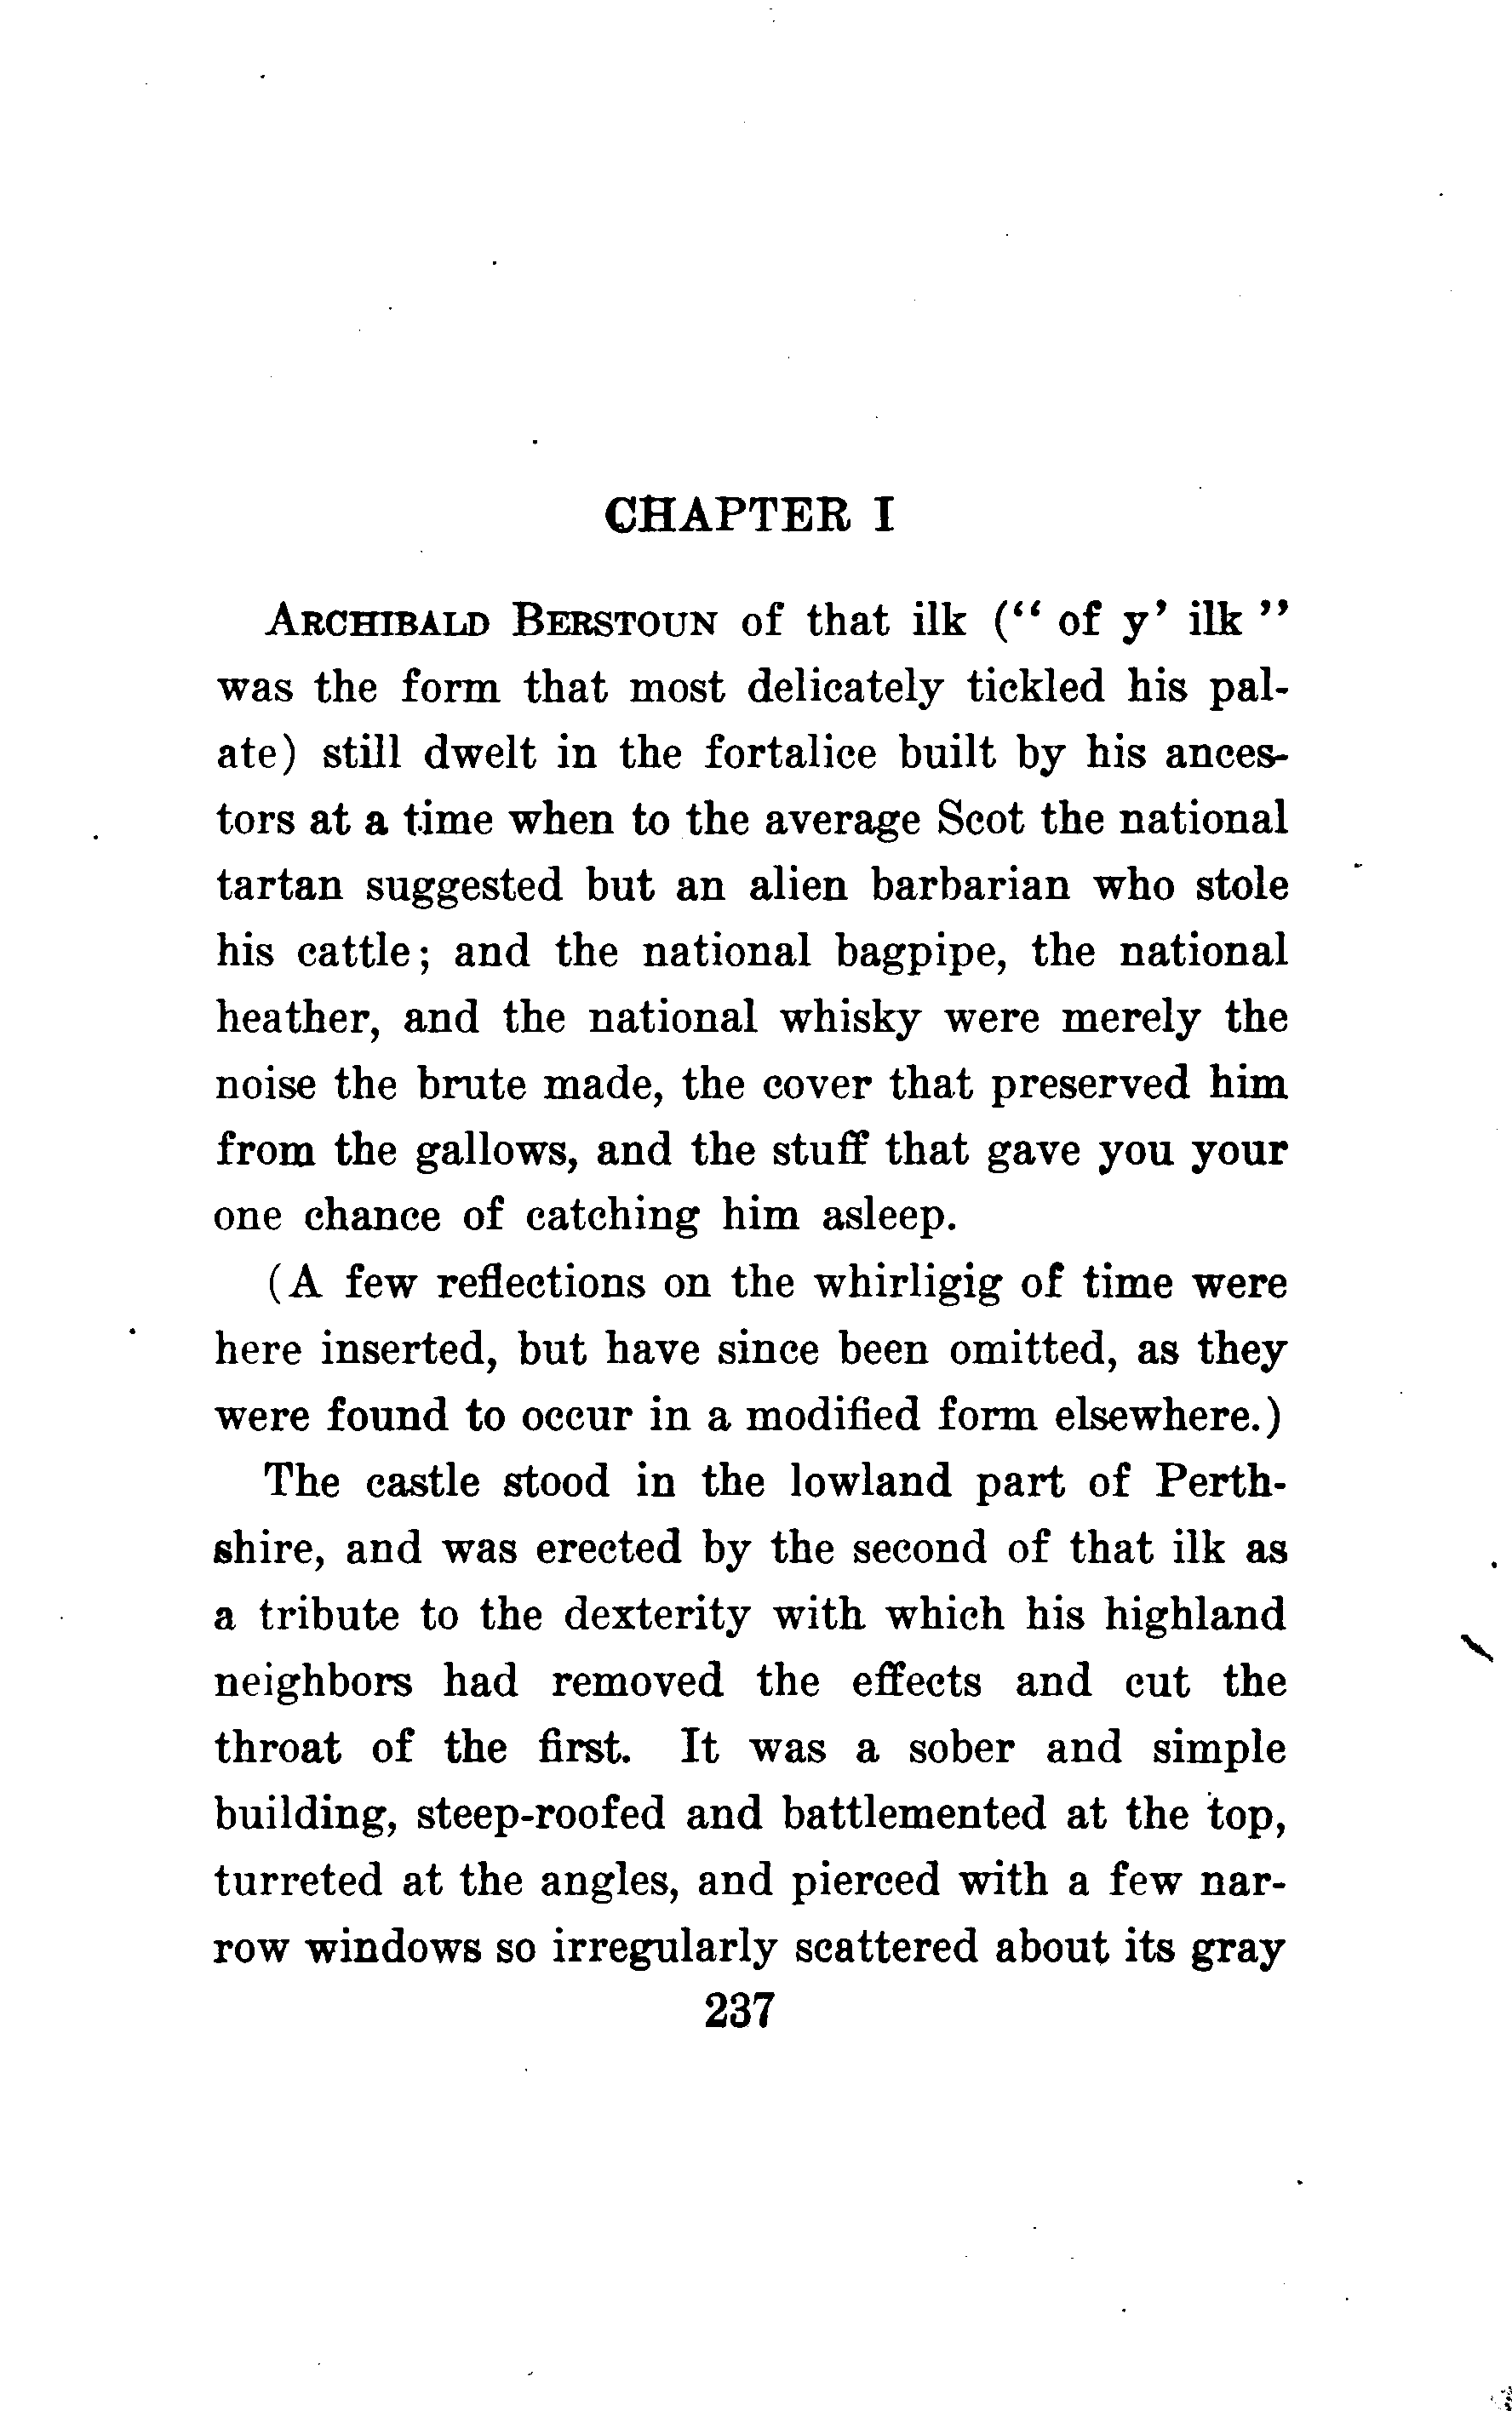 CHAPTER I
ARCHIBALD BERSTOUN of that ilk (“ of y’ ilk ”
was the form that most delicately tickled his pal-
ate) still dwelt in the fortalice built by his ances-
tors at a time when to the average Scot the national
tartan suggested but an alien barbarian who stole
his cattle; and the national bagpipe, the national
heather, and the national whisky were merely the
noise the brute made, the cover that preserved him
from the gallows, and the stuff that gave you your
one chance of catching him asleep.
(A few reflections on the whirligig of time were
here inserted, but have since been omitted, as they
were found to occur in a modified form elsewhere.)
The castle stood in the lowland part of Perth-
shire, and was erected by the second of that ilk as
a tribute to the dexterity with which his highland
neighbors had removed the effects and cut the
throat of the first. It was a sober and simple
building, steep-roofed and battlemented at the top,
turreted at the angles, and pierced with a few nar-
row windows so irregularly scattered about its gray
237